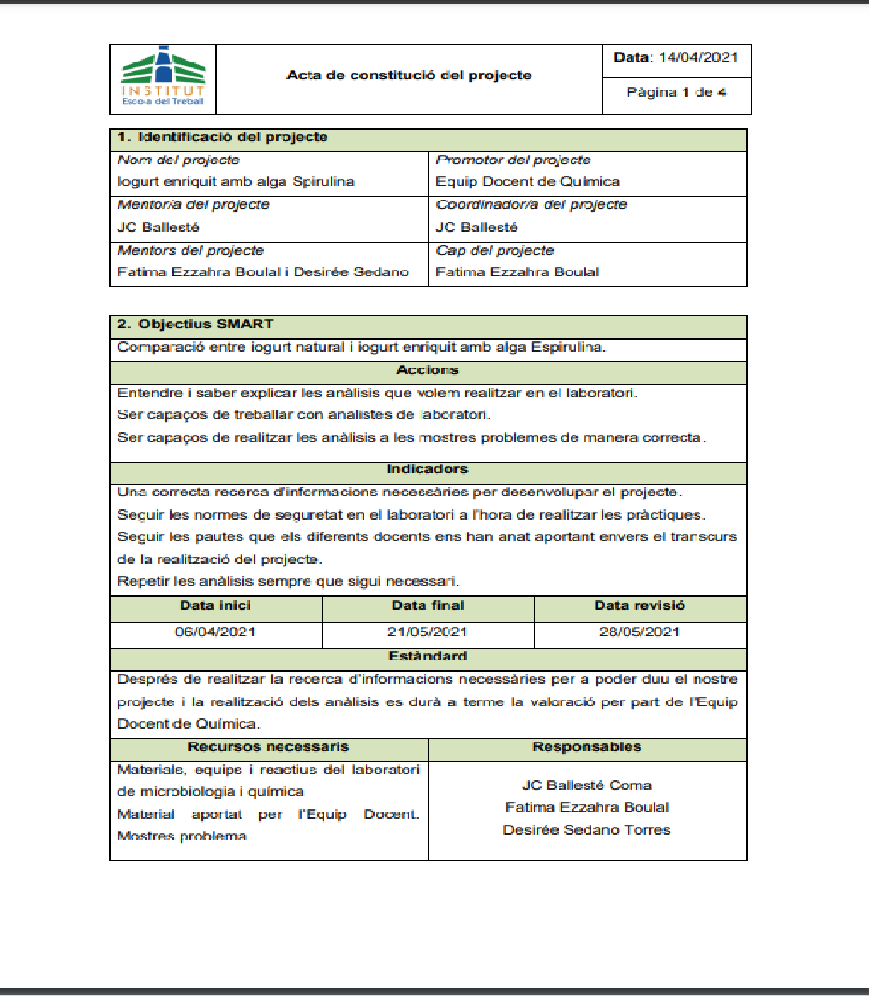 INSTITUT
Escola del Treball
Acta de constitució del projecte
Data: 14/04/2021
Pàgina 1 de 4
1. Identificació del projecte
Nom del projecte
Iogurt enriquit amb alga Spirulina
Promotor del projecte
Equip Docent de Química
Mentor/a del projecte
JC Ballesté
Coordinador/a del projecte
JC Ballesté
Mentors del projecte
Fatima Ezzahra Boulal i Desirée Sedano
Cap del projecte
Fatima Ezzahra Boulal
2. Objectius SMART
Comparació entre iogurt natural i iogurt enriquit amb alga Espirulina.
Accions
Entendre i saber explicar les anàlisis que volem realitzar en el laboratori.
Ser capaços de treballar con analistes de laboratori.
Ser capaços de realitzar les anàlisis a les mostres problemes de manera correcta.
Indicadors
Una correcta recerca d'informacions necessàries per desenvolupar el projecte.
Seguir les normes de seguretat en el laboratori a l'hora de realitzar les pràctiques.
Seguir les pautes que els diferents docents ens han anat aportant envers el transcurs
de la realització del projecte.
Repetir les anàlisis sempre que sigui necessari.
Data inici
Data final
Data revisió
06/04/2021
21/05/2021
28/05/2021
Estàndard
Després de realitzar la recerca d'informacions necessàries per a poder duu el nostre
projecte i la realització dels anàlisis es durà a terme la valoració per part de l'Equip
Docent de Química.
Recursos necessaris
Materials, equips i reactius del laboratori
de microbiologia i química
Material aportat per l'Equip Docent.
Mostres problema.
Responsables
JC Ballesté Coma
Fatima Ezzahra Boulal
Desirée Sedano Torres